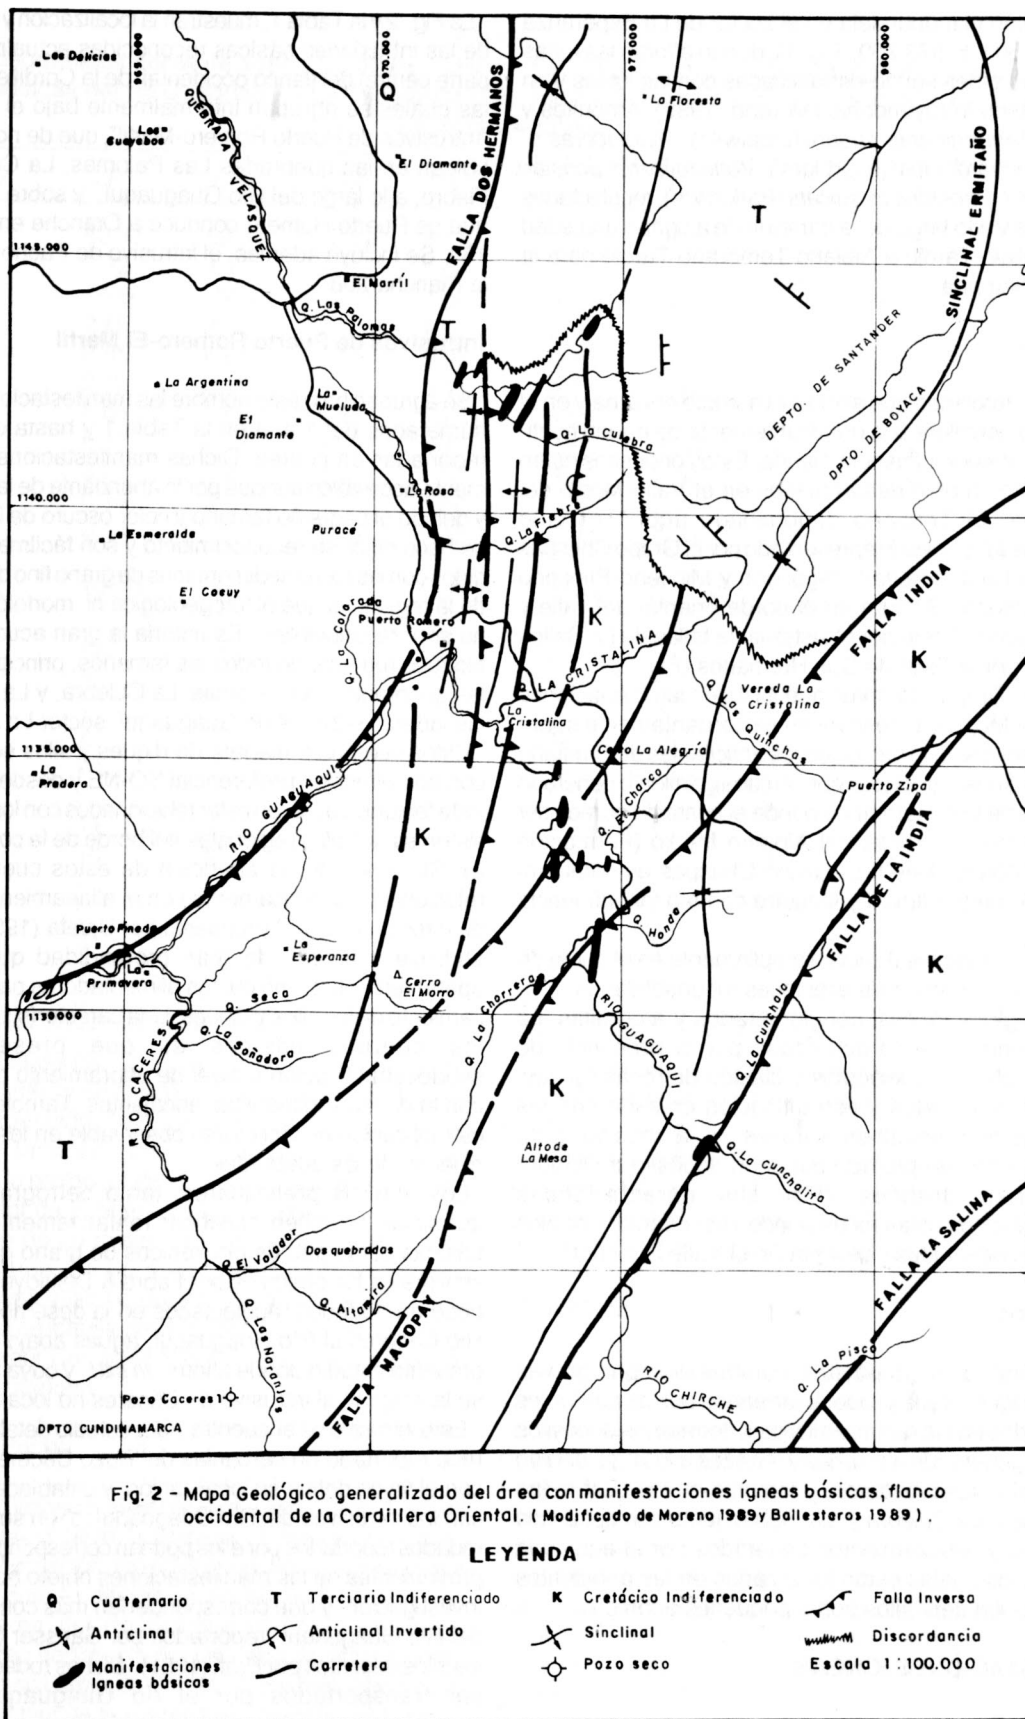 965.000
970.000
975000
980.000
Las Delicias
Los Guayabos
QUEBRADA VELASQUEZ
Q
El Diamante
FALLA DOS HERMANOS
La Floresta
T
SINCLINAL ERMITAÑO
1145.000
El Marfíl
Q. Las Palomas
T
La Argentina
La Mueluda
El Diamante
Q. La Culebra
DEPTO. DE SANTANDER
DPTO. DE BOYACA
1140.000
La Rosa
La Esmeralda
Puracé
Q. La Fiebre
El Cocuy
Q. La Colorada
Puerto Romero
K
FALLA INDIA
K
Q. LA CRISTALINA
La Cristalina
Vereda La Cristalina
Q. Las Quinchas
1135.000
La Pradera
Cerro La Alegría
Puerto Zipa
RIO GUAGUAQUI
K
Q. El Charco
FALLA DE LA INDIA
Puerto Pinedo
La Primavera
La Esperanza
Q. Honda
K
Cerro El Morro
Q. Seca
1130000
Q. La Soñadora
Q. La Chorrera
RIO GUAGUAQUI
Q. La Cunchala
RIO CACERES
K
T
Alto de La Mesa
Q. La Cunchalita
FALLA LA SALINA
Q El Volador
Dos quebradas
Q. Altamira
FALLA MACOPAY
Q. Las Naranjas
Q. La Pisca
RIO CHIRCHE
Pozo Caceres 1
DPTO CUNDINAMARCA
Fig. 2 - Mapa Geológico generalizado del área con manifestaciones ígneas básicas, flanco
occidental de la Cordillera Oriental. (Modificado de Moreno 1989 y Ballesteros 1989).
LEYENDA
Q Cuaternario
T Terciario Indiferenciado
K Cretácico Indiferenciado
Falla Inversa
Anticlinal
Anticlinal Invertido
Sinclinal
Discordancia
Manifestaciones
Igneas básicas
Carretera
Pozo seco
Escala 1:100.000